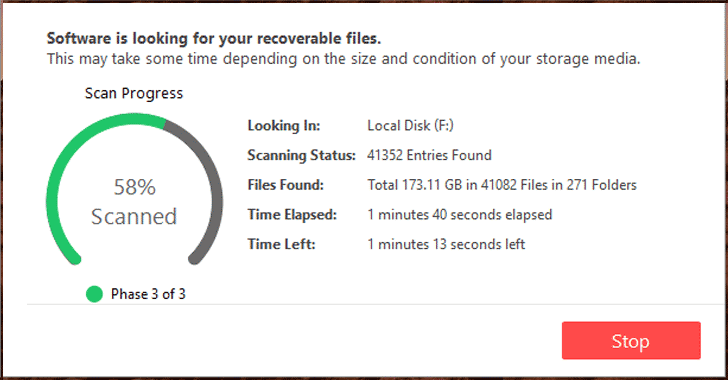 Software is looking for your recoverable files.
This may take some time depending on the size and condition of your storage media.
Scan Progress
58%
Scanned
Phase 3 of 3
Looking In: Local Disk (F:)
Scanning Status: 41352 Entries Found
Files Found: Total 173.11 GB in 41082 Files in 271 Folders
Time Elapsed: 1 minutes 40 seconds elapsed
Time Left: 1 minutes 13 seconds left
Stop